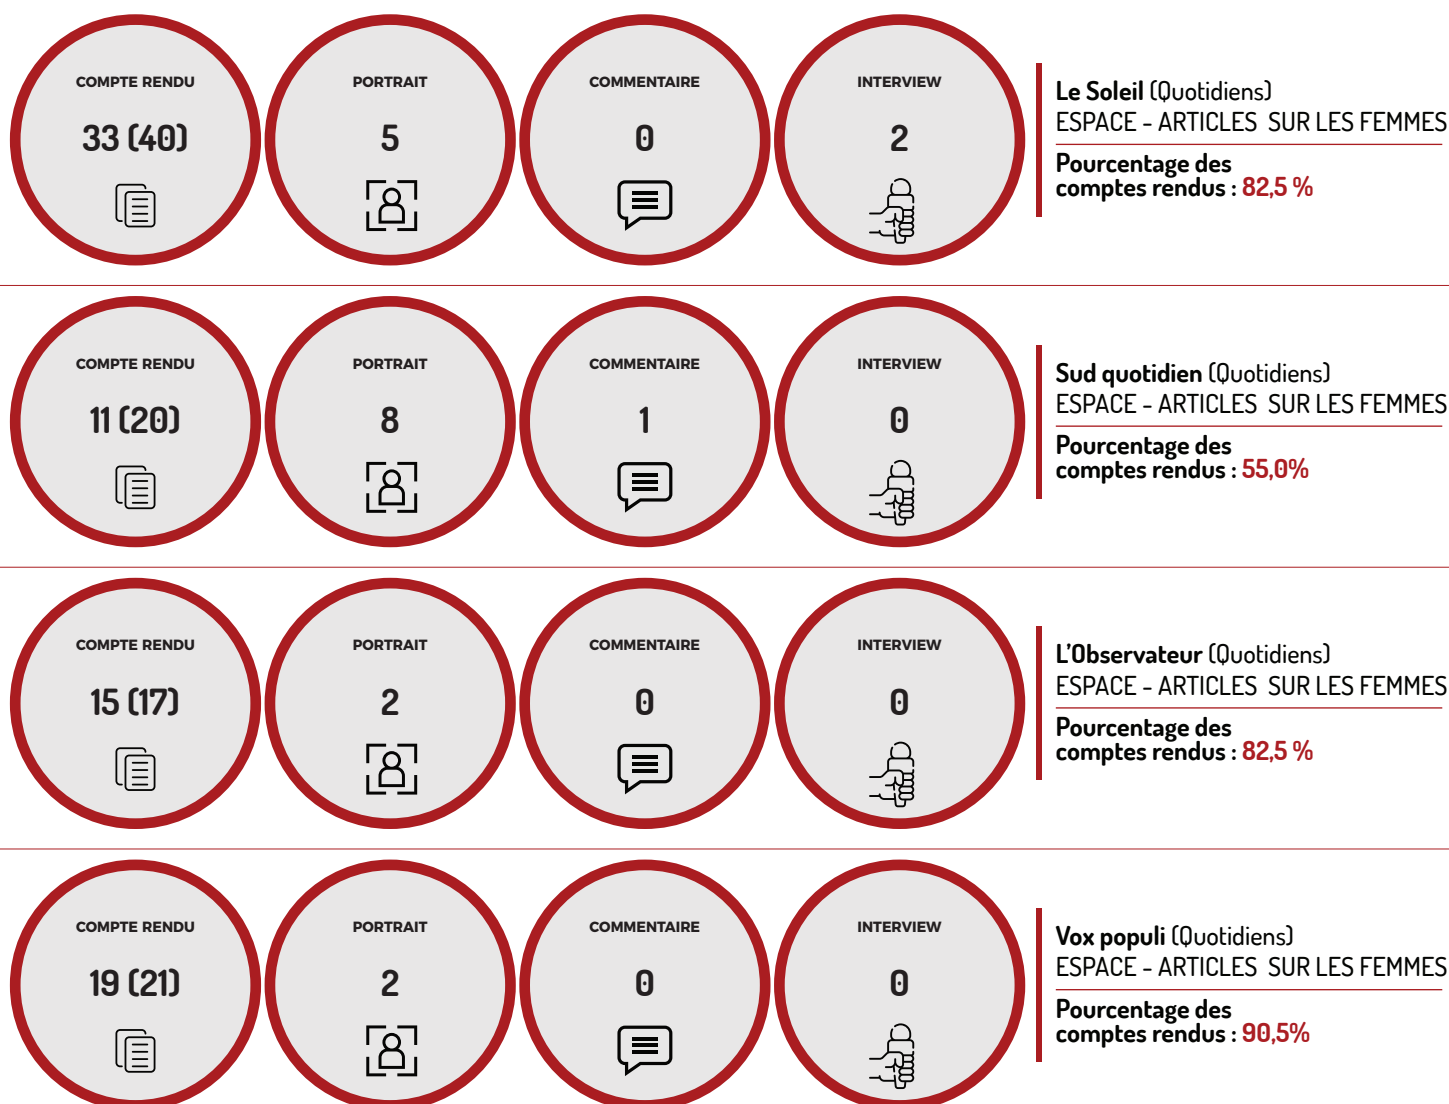 COMPTE RENDU
33 (40)
PORTRAIT
5
COMMENTAIRE
0
INTERVIEW
2
Le Soleil (Quotidiens)
ESPACE - ARTICLES SUR LES FEMMES
Pourcentage des
comptes rendus : 82,5 %
COMPTE RENDU
11 (20)
PORTRAIT
8
COMMENTAIRE
1
INTERVIEW
0
Sud quotidien (Quotidiens)
ESPACE - ARTICLES SUR LES FEMMES
Pourcentage des
comptes rendus : 55,0%
COMPTE RENDU
15 (17)
PORTRAIT
2
COMMENTAIRE
0
INTERVIEW
0
L'Observateur (Quotidiens)
ESPACE - ARTICLES SUR LES FEMMES
Pourcentage des
comptes rendus : 82,5 %
COMPTE RENDU
19 (21)
PORTRAIT
2
COMMENTAIRE
0
INTERVIEW
0
Vox populi (Quotidiens)
ESPACE - ARTICLES SUR LES FEMMES
Pourcentage des
comptes rendus : 90,5%